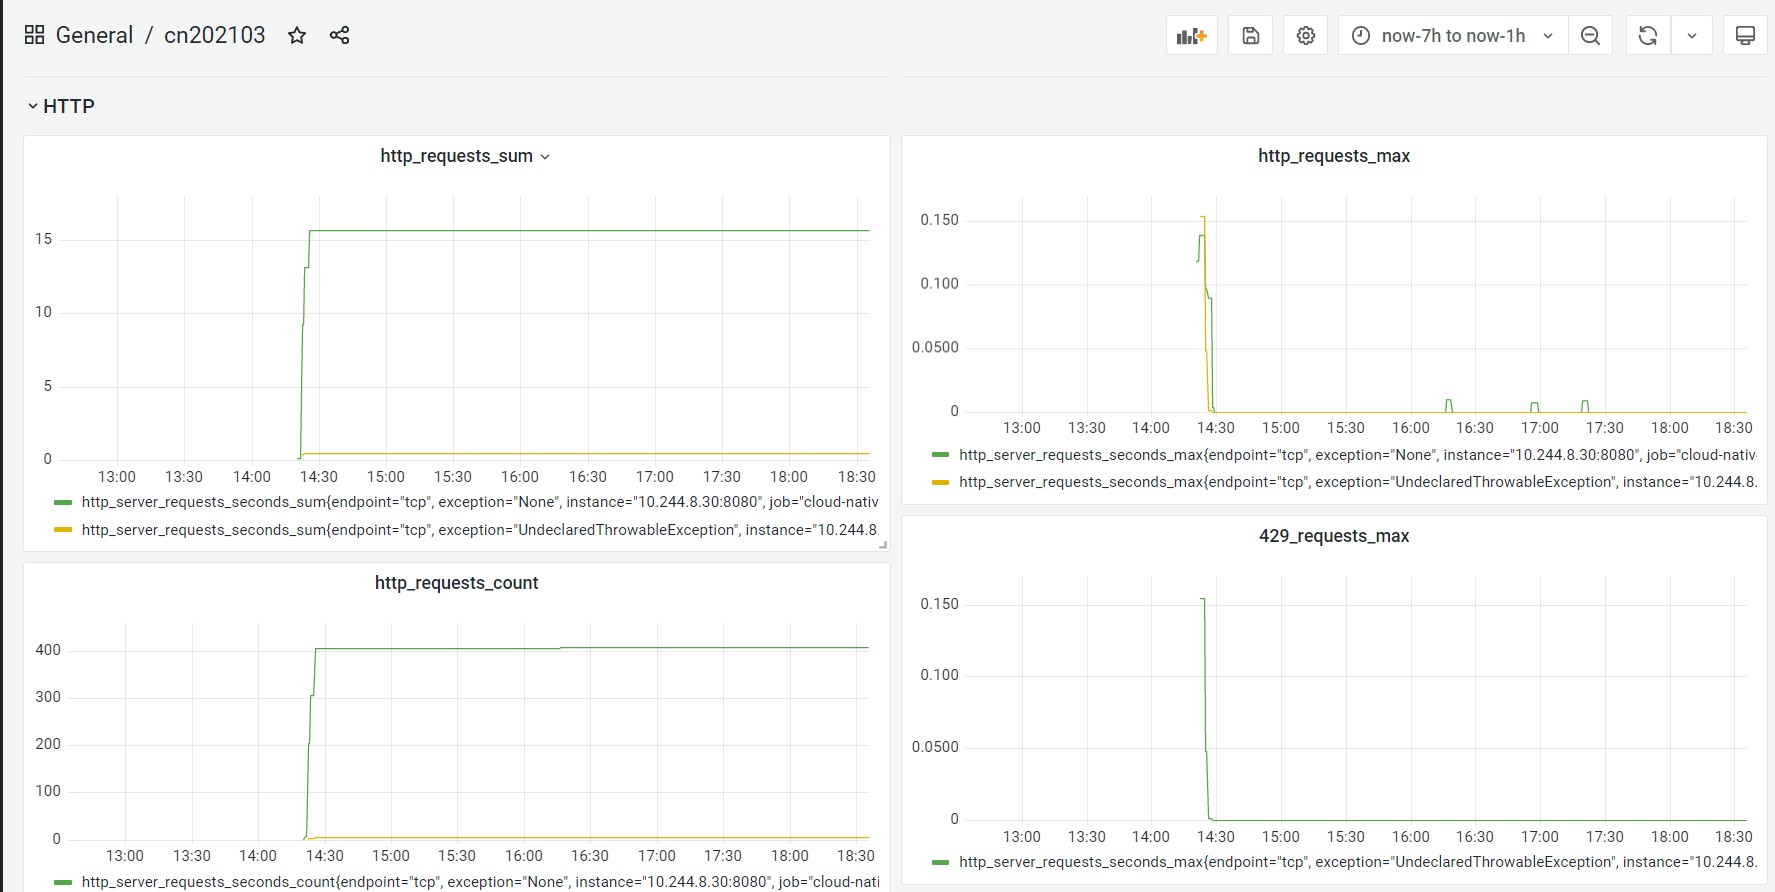 General / cn202103
now-7h to now-1h
HTTP
http_requests_sum
15
10
5
0
13:00 13:30 14:00 14:30 15:00 15:30 16:00 16:30 17:00 17:30 18:00 18:30
http_server_requests_seconds_sum{endpoint="tcp", exception="None", instance="10.244.8.30:8080", job="cloud-nativ
http_server_requests_seconds_sum{endpoint="tcp", exception="UndeclaredThrowableException", instance="10.244.8.
http_requests_max
0.150
0.100
0.0500
0
13:00 13:30 14:00 14:30 15:00 15:30 16:00 16:30 17:00 17:30 18:00 18:30
http_server_requests_seconds_max{endpoint="tcp", exception="None", instance="10.244.8.30:8080", job="cloud-nativ
http_server_requests_seconds_max{endpoint="tcp", exception="UndeclaredThrowableException", instance="10.244.8.
http_requests_count
400
300
200
100
0
13:00 13:30 14:00 14:30 15:00 15:30 16:00 16:30 17:00 17:30 18:00 18:30
http_server_requests_seconds_count{endpoint="tcp", exception="None", instance="10.244.8.30:8080", job="cloud-nati
429_requests_max
0.150
0.100
0.0500
0
13:00 13:30 14:00 14:30 15:00 15:30 16:00 16:30 17:00 17:30 18:00 18:30
http_server_requests_seconds_max{endpoint="tcp", exception="UndeclaredThrowableException", instance="10.244.8.